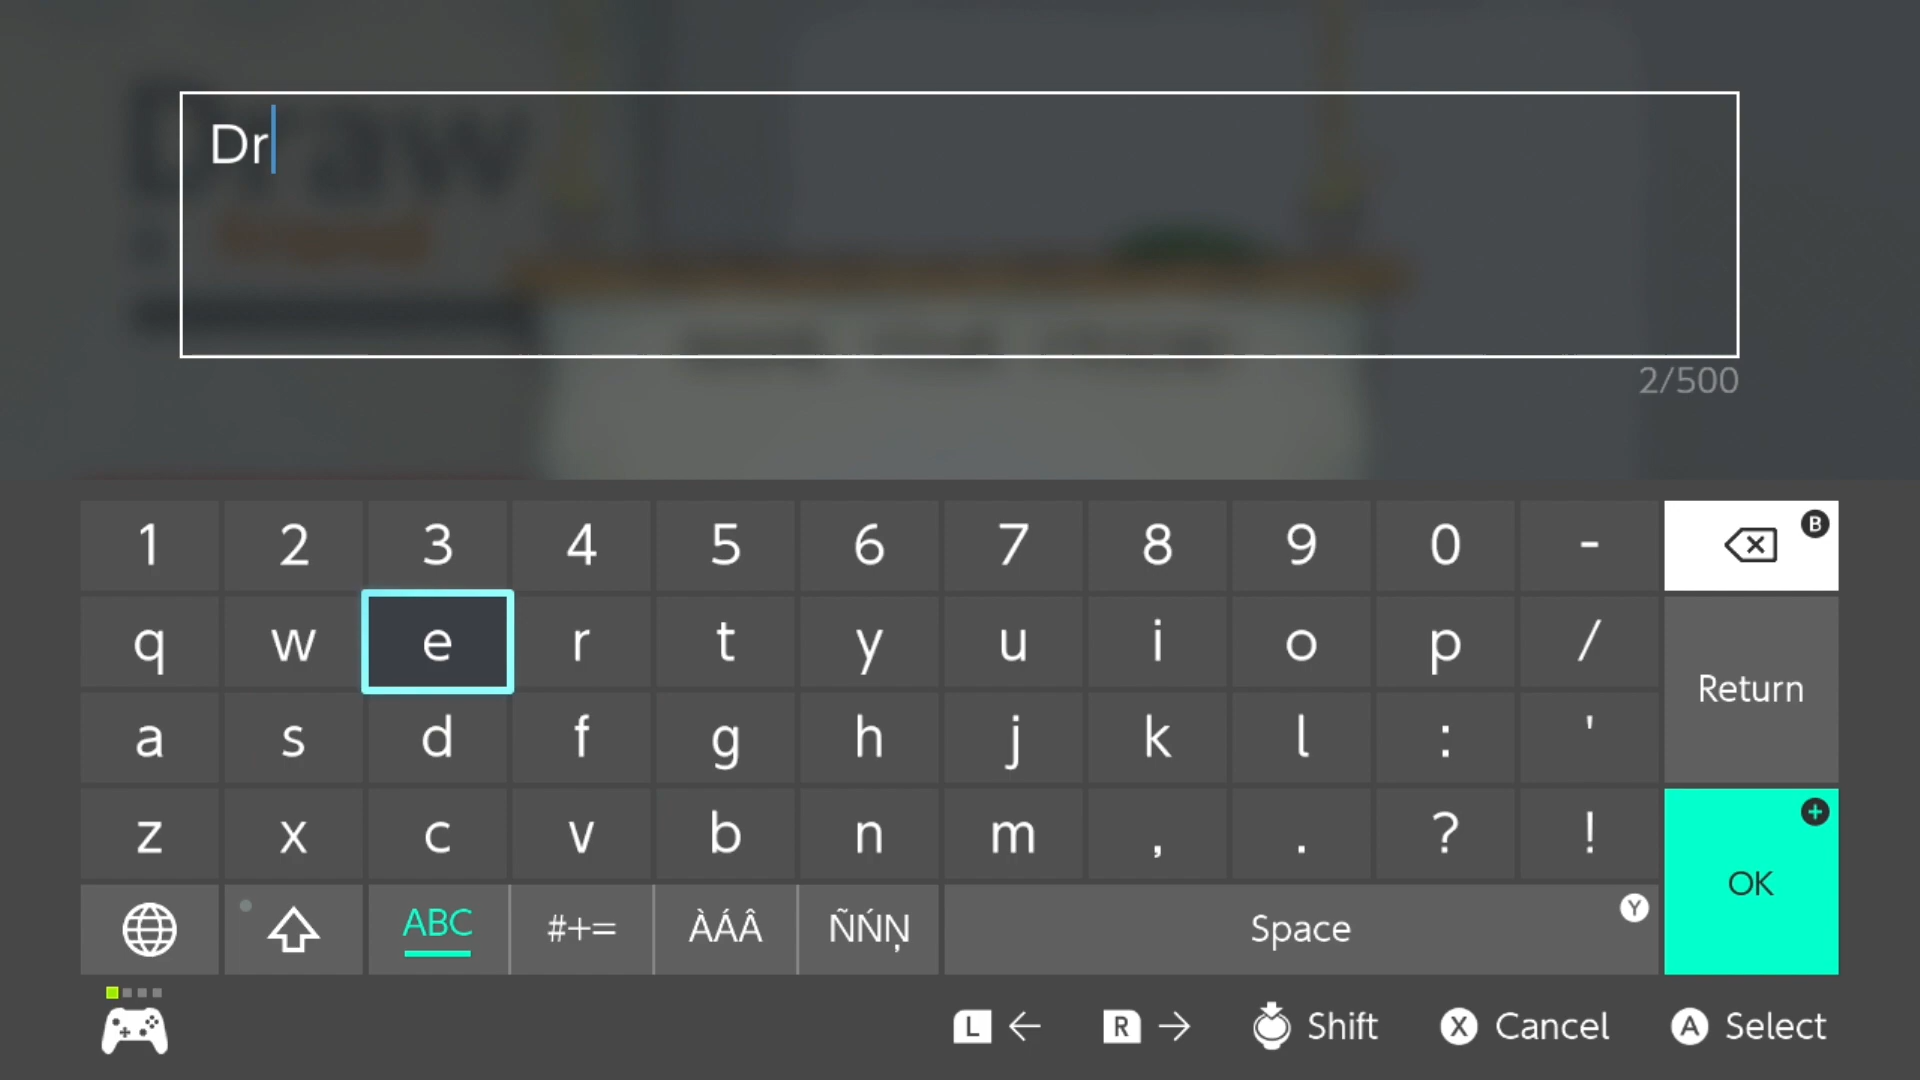 Draw
Dr
2/500
1 2 3 4 5 6 7 8 9 0 - B
q w e r t y u i o p / Return
a s d f g h j k l : '
z x c v b n m , . ? ! OK
ABC #+= ÀÁÂ ÑŃŅ Space Y
L ← R → Shift X Cancel A Select